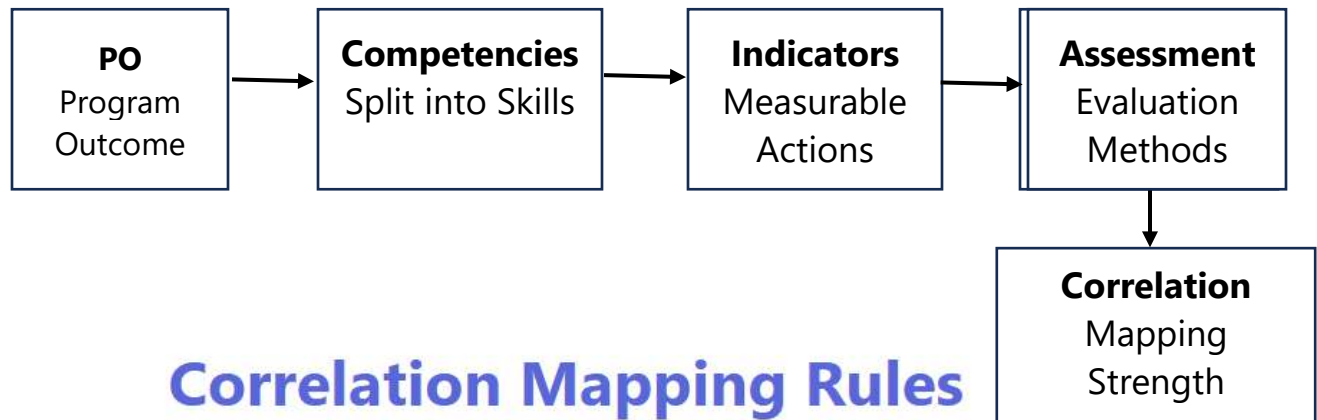 PO
Program
Outcome
Competencies
Split into Skills
Indicators
Measurable
Actions
Assessment
Evaluation
Methods
Correlation
Mapping
Strength
Correlation Mapping Rules